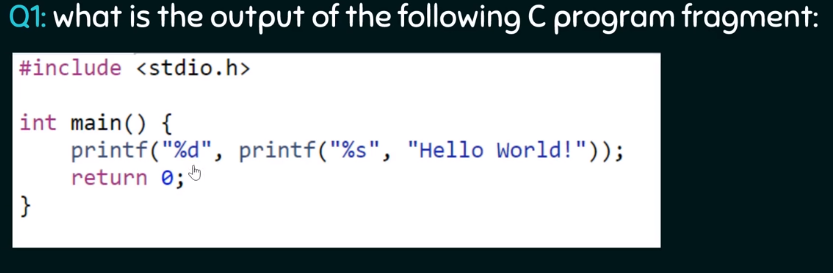 Q1: what is the output of the following C program fragment:
#include <stdio.h>
int main() {
printf("%d", printf("%s", "Hello World!"));
return 0;
}